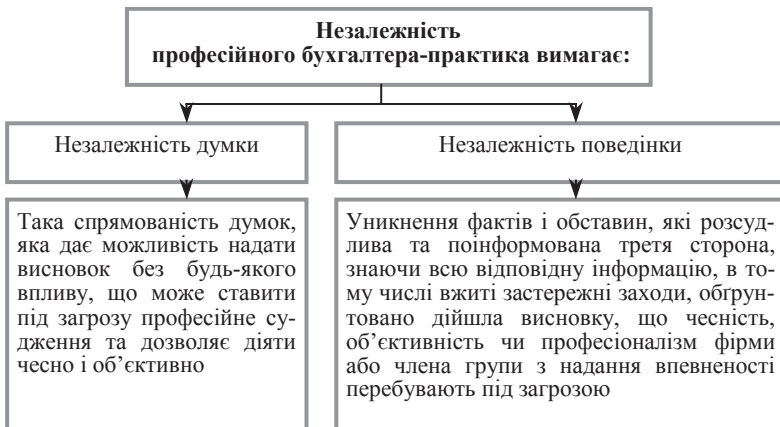 Незалежність
професійного бухгалтера-практика вимагає:
Незалежність думки
Незалежність поведінки
Така спрямованість думок,
яка дає можливість надати
висновок без будь-якого
впливу, що може ставити
під загрозу професійне су-
дження та дозволяє діяти
чесно і об’єктивно
Уникнення фактів і обставин, які розсуд-
лива та поінформована третя сторона,
знаючи всю відповідну інформацію, в то-
му числі вжиті застережні заходи, обґрун-
товано дійшла висновку, що чесність,
об’єктивність чи професіоналізм фірми
або члена групи з надання впевненості
перебувають під загрозою